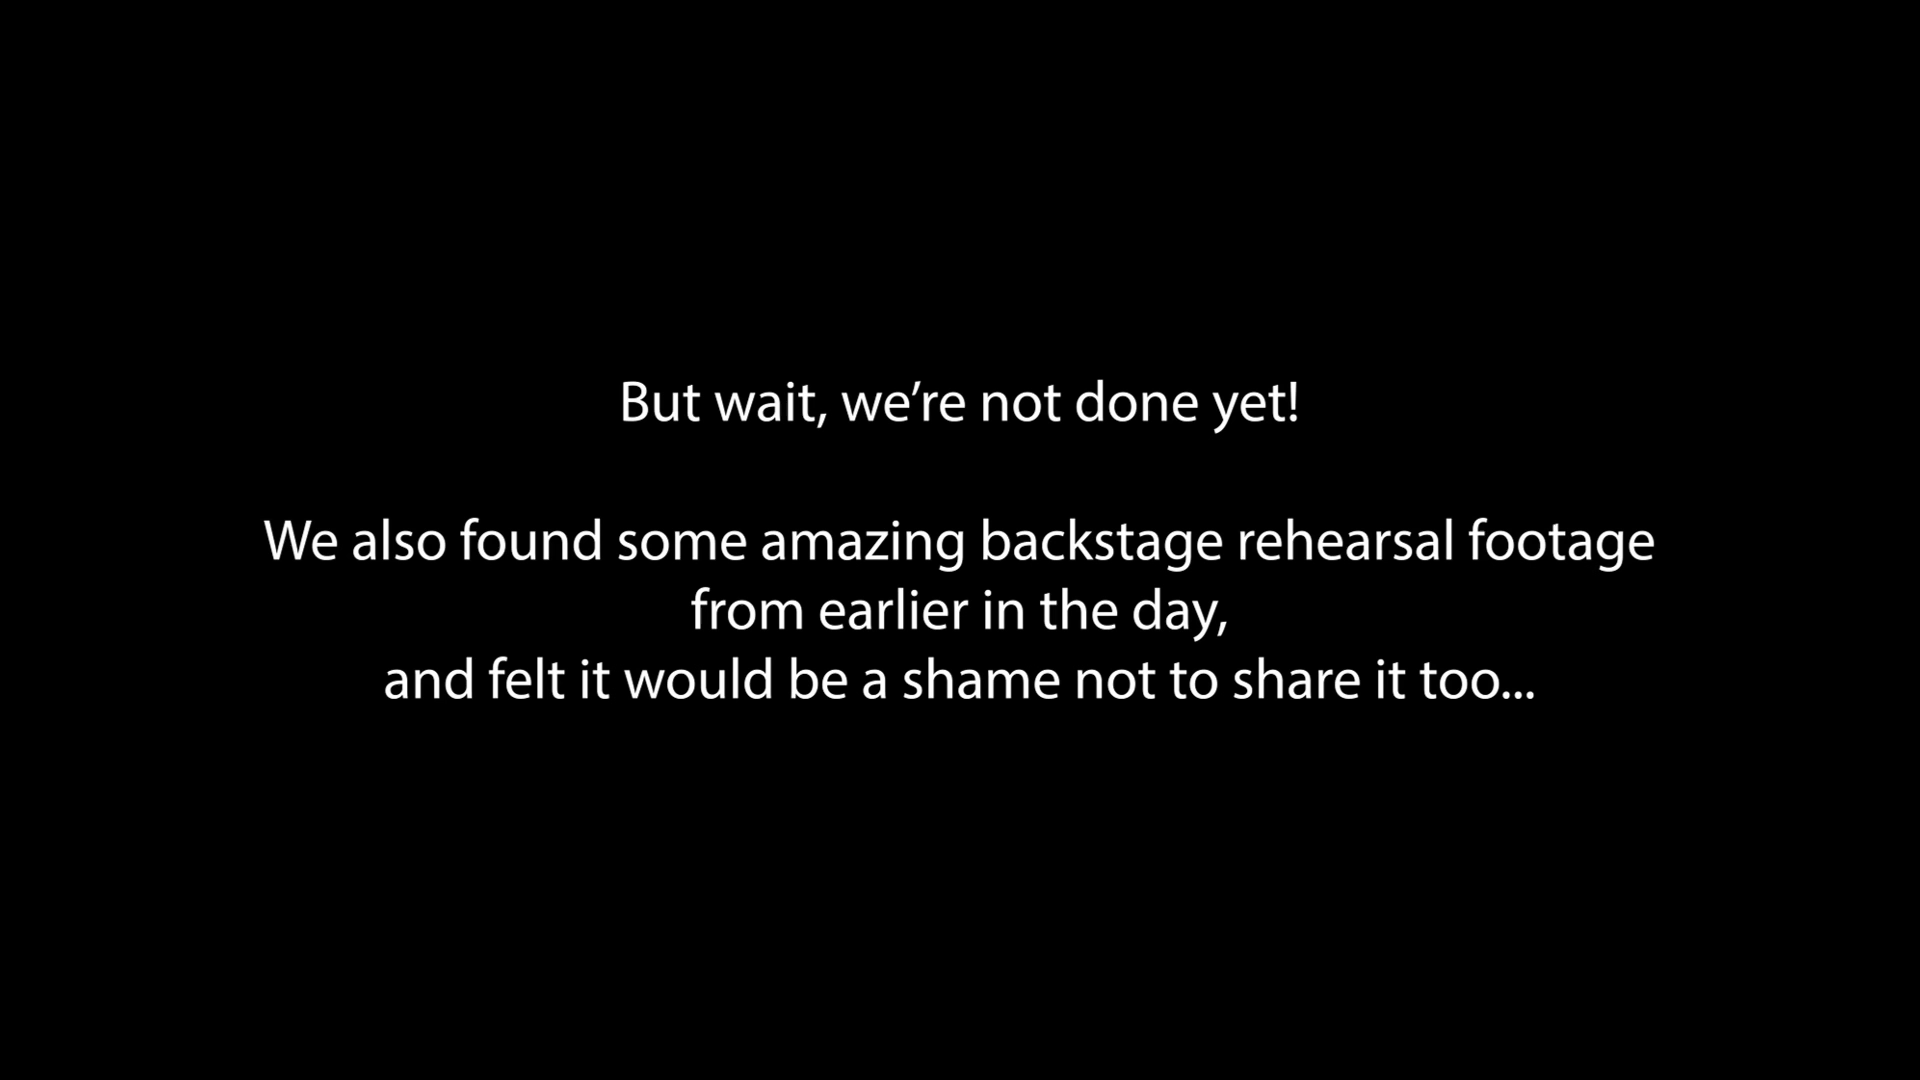 But wait, we’re not done yet!
We also found some amazing backstage rehearsal footage
from earlier in the day,
and felt it would be a shame not to share it too...